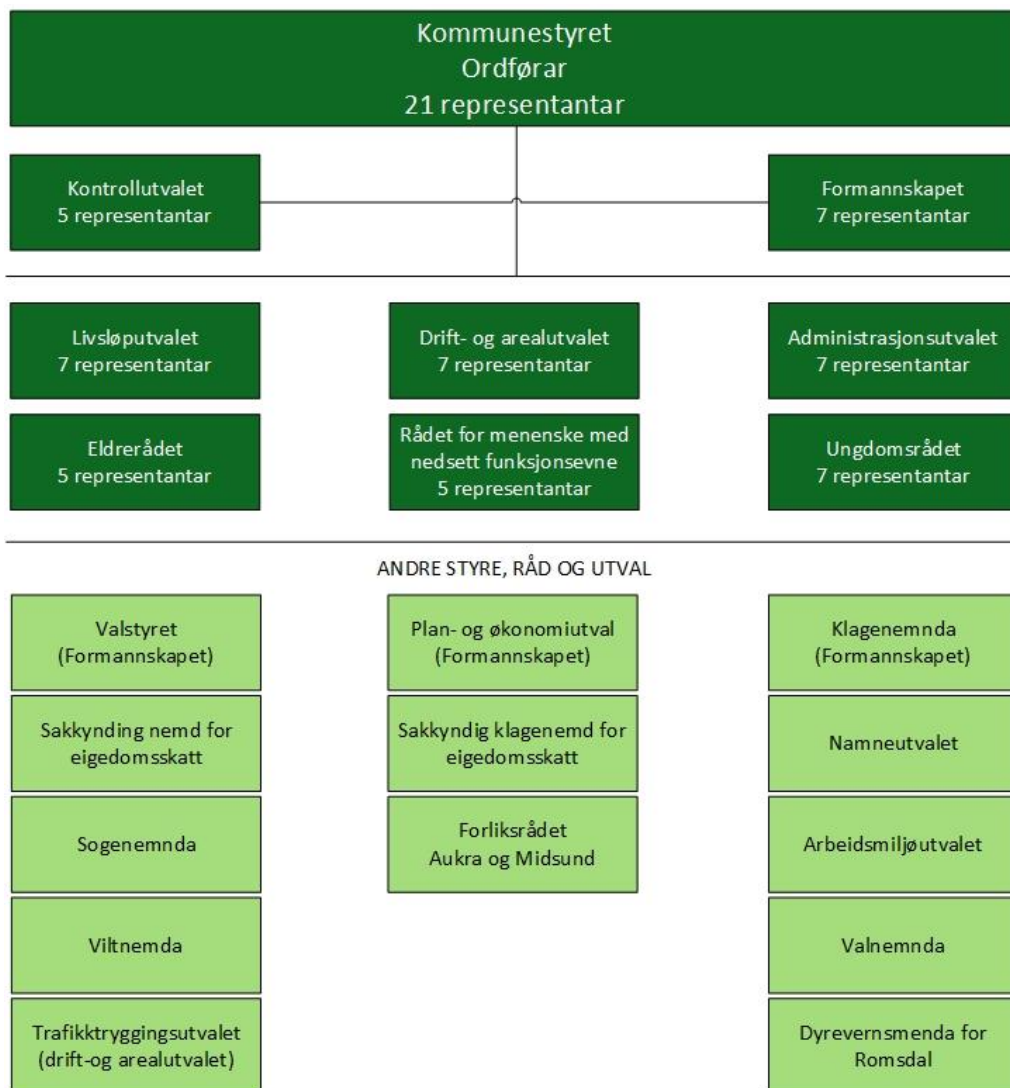 Kommunestyret
Ordførar
21 representantar
Kontrollutvalet
5 representantar
Formannskapet
7 representantar
Livsløputvalet
7 representantar
Drift- og arealutvalet
7 representantar
Administrasjonsutvalet
7 representantar
Eldrerådet
5 representantar
Rådet for menenske med
nedsett funksjonsevne
5 representantar
Ungdomsrådet
7 representantar
ANDRE STYRE, RÅD OG UTVAL
Valstyret
(Formannskapet)
Plan- og økonomiutval
(Formannskapet)
Klagenemnda
(Formannskapet)
Sakkynding nemd for
eigedomsskatt
Sakkyndig klagenemd for
eigedomsskatt
Namneutvalet
Sogenemnda
Forliksrådet
Aukra og Midsund
Arbeidsmiljøutvalet
Viltnemda
Valnemnda
Trafikktryggingsutvalet
(drift-og arealutvalet)
Dyrevernsmenda for
Romsdal